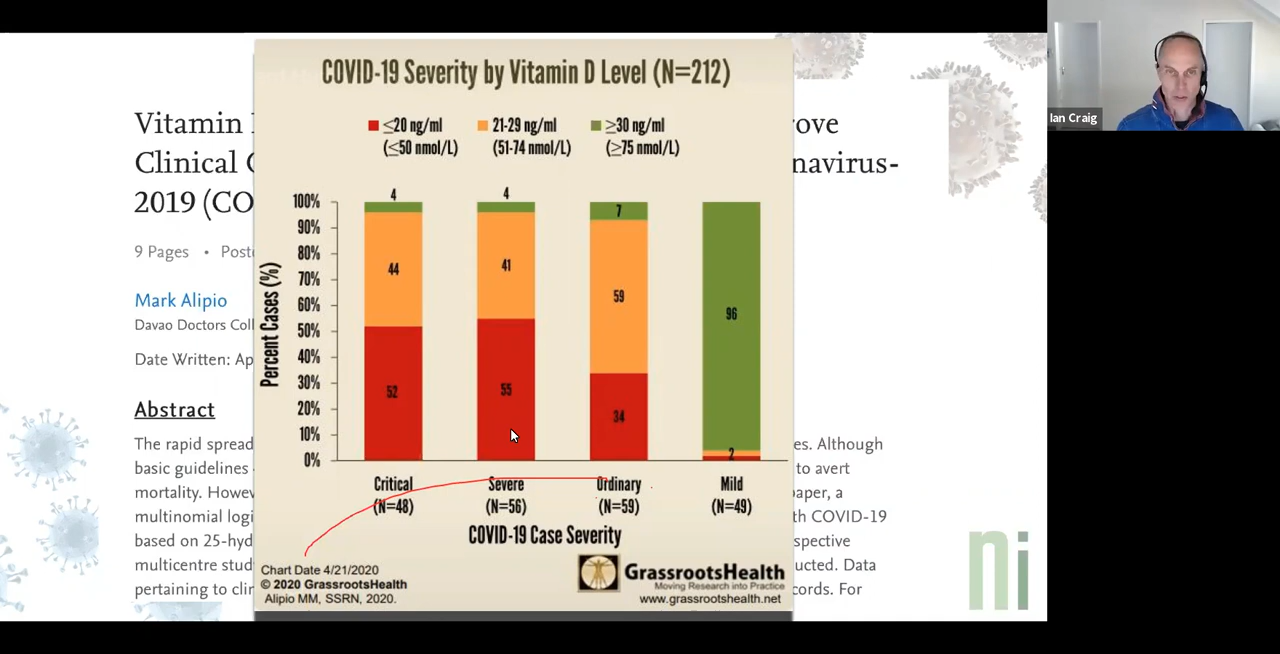 Ian Craig
Vitamin
rove
Clinical
navirus-
2019 (CO
9 Pages • Poste
Mark Alipio
Davao Doctors Coll
Date Written: Ap
Abstract
The rapid spread es. Although
basic guidelines to avert
mortality. Howev paper, a
multinomial logi th COVID-19
based on 25-hyd spective
multicentre stud ucted. Data
pertaining to clin cords. For
ni
COVID-19 Severity by Vitamin D Level (N=212)
≤20 ng/ml 21-29 ng/ml ≥30 ng/ml
(≤50 nmol/L) (51-74 nmol/L) (≥75 nmol/L)
Percent Cases (%)
100%
90%
80%
70%
60%
50%
40%
30%
20%
10%
0%
4 4 7 96
44 41 59 2
52 55 34
Critical Severe Ordinary Mild
(N=48) (N=56) (N=59) (N=49)
COVID-19 Case Severity
Chart Date 4/21/2020
© 2020 GrassrootsHealth
Alipio MM, SSRN, 2020.
GrassrootsHealth
Moving Research into Practice
www.grassrootshealth.net